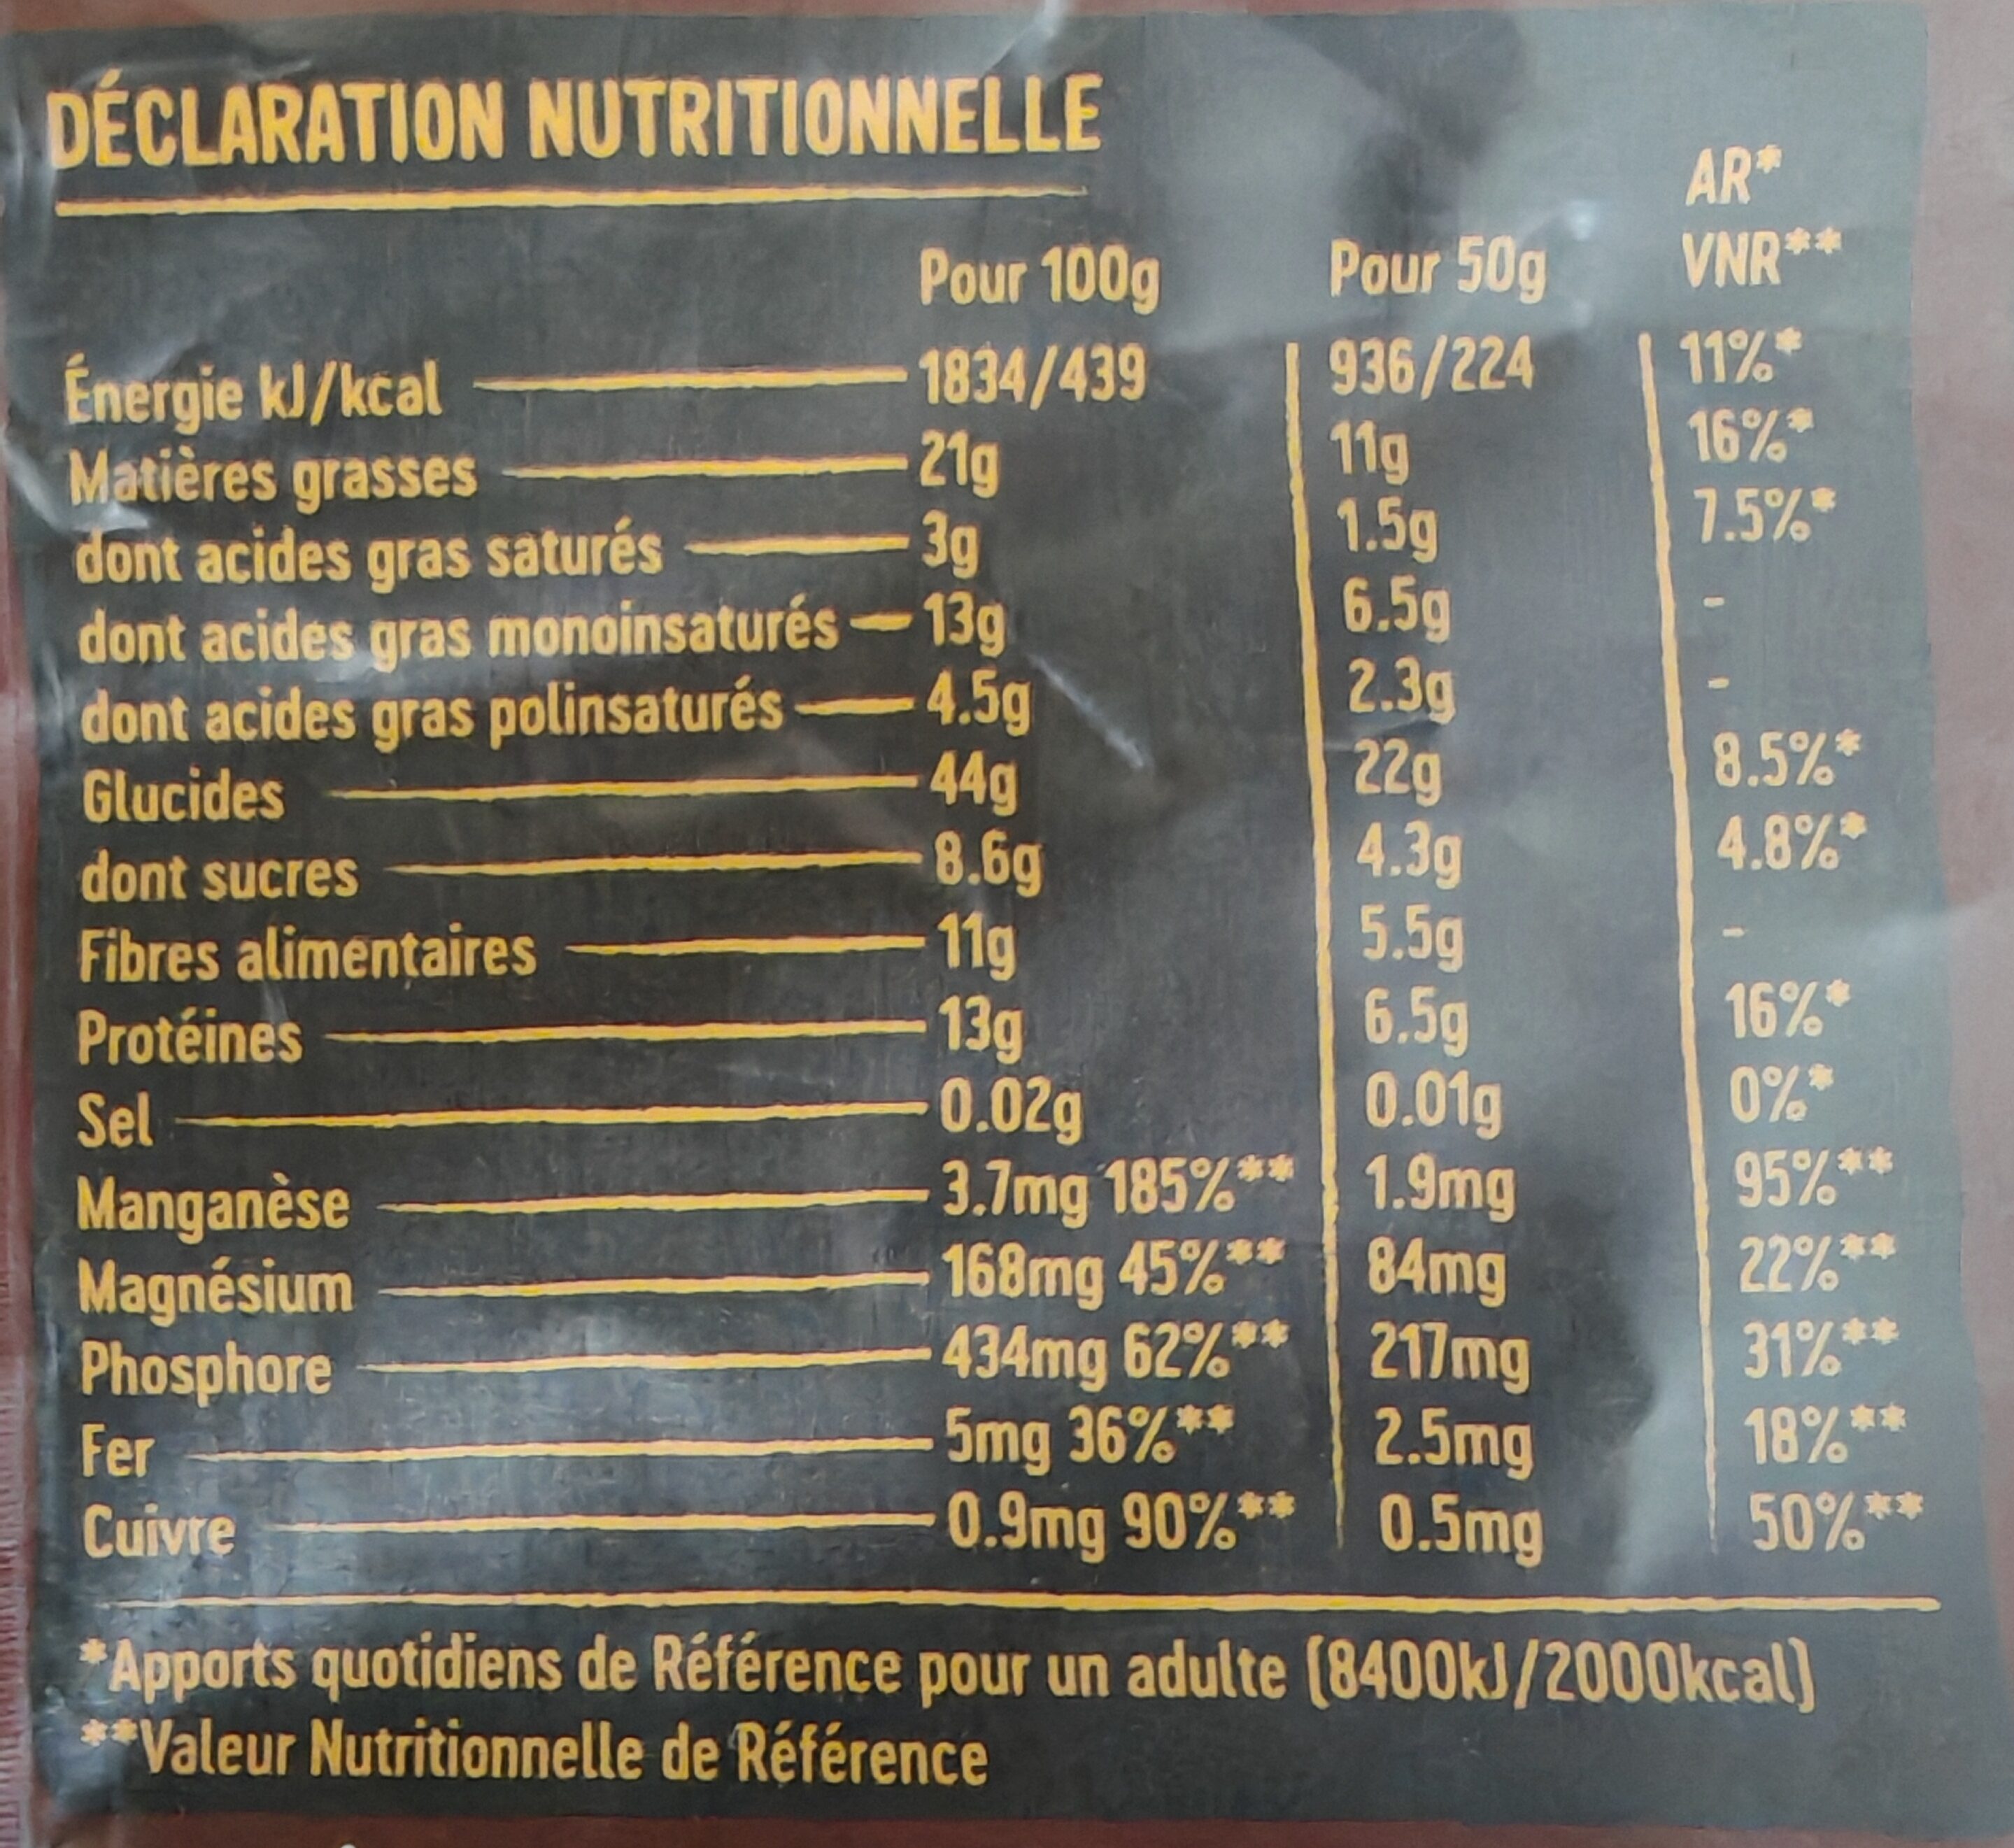 DÉCLARATION NUTRITIONNELLE
AR*
Pour 100g Pour 50g VNR**
Énergie kJ/kcal 1834/439 936/224 11%*
Matières grasses 21g 11g 16%*
dont acides gras saturés 3g 1.5g 7.5%*
dont acides gras monoinsaturés 13g 6.5g -
dont acides gras polinsaturés 4.5g 2.3g -
Glucides 44g 22g 8.5%*
dont sucres 8.6g 4.3g 4.8%*
Fibres alimentaires 11g 5.5g -
Protéines 13g 6.5g 16%*
Sel 0.02g 0.01g 0%*
Manganèse 3.7mg 185%** 1.9mg 95%**
Magnésium 168mg 45%** 84mg 22%**
Phosphore 434mg 62%** 217mg 31%**
Fer 5mg 36%** 2.5mg 18%**
Cuivre 0.9mg 90%** 0.5mg 50%**
*Apports quotidiens de Référence pour un adulte (8400kJ/2000kcal)
**Valeur Nutritionnelle de Référence